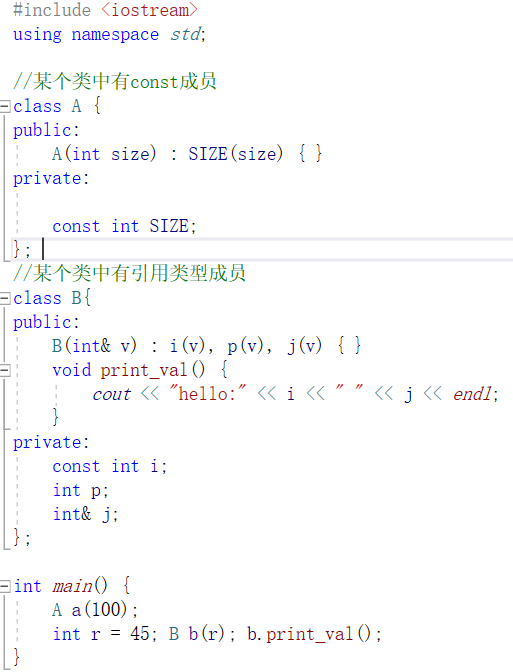 #include <iostream>
using namespace std;
//某个类中有const成员
class A {
public:
    A(int size) : SIZE(size) { }
private:
    const int SIZE;
};
//某个类中有引用类型成员
class B{
public:
    B(int& v) : i(v), p(v), j(v) { }
    void print_val() {
        cout << "hello:" << i << " " << j << endl;
    }
private:
    const int i;
    int p;
    int& j;
};
int main() {
    A a(100);
    int r = 45; B b(r); b.print_val();
}